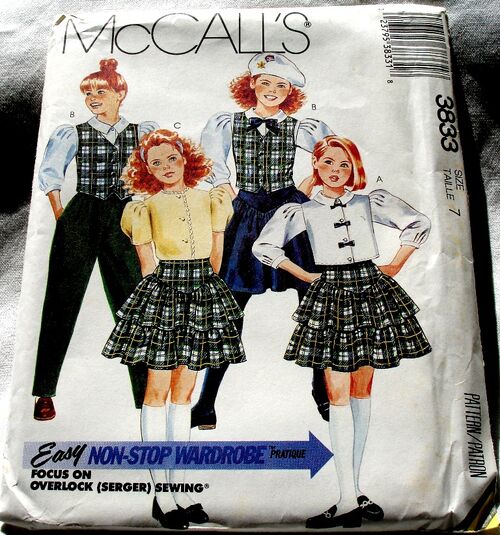 McCALL'S®
3833
SIZE 7
TAILLE
B
C
B
A
Easy NON-STOP WARDROBE™ PRATIQUE
FOCUS ON
OVERLOCK (SERGER) SEWING®
PATTERN/PATRON